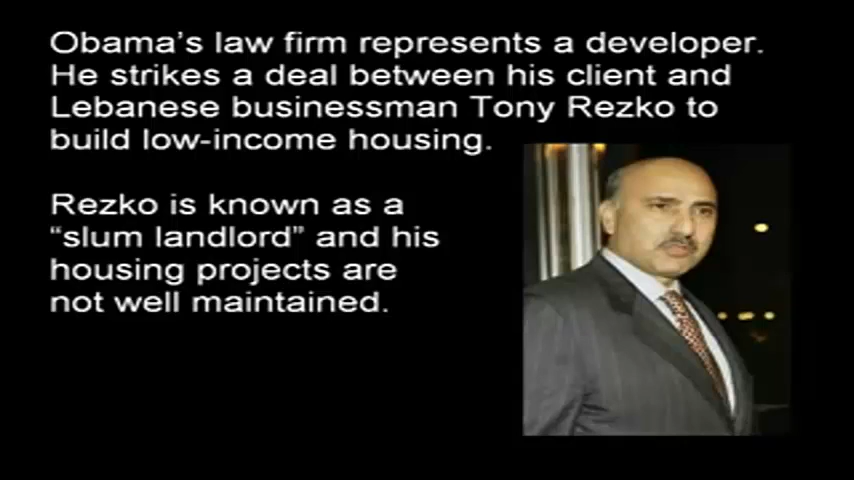 Obama's law firm represents a developer.
He strikes a deal between his client and
Lebanese businessman Tony Rezko to
build low-income housing.
Rezko is known as a
“slum landlord” and his
housing projects are
not well maintained.